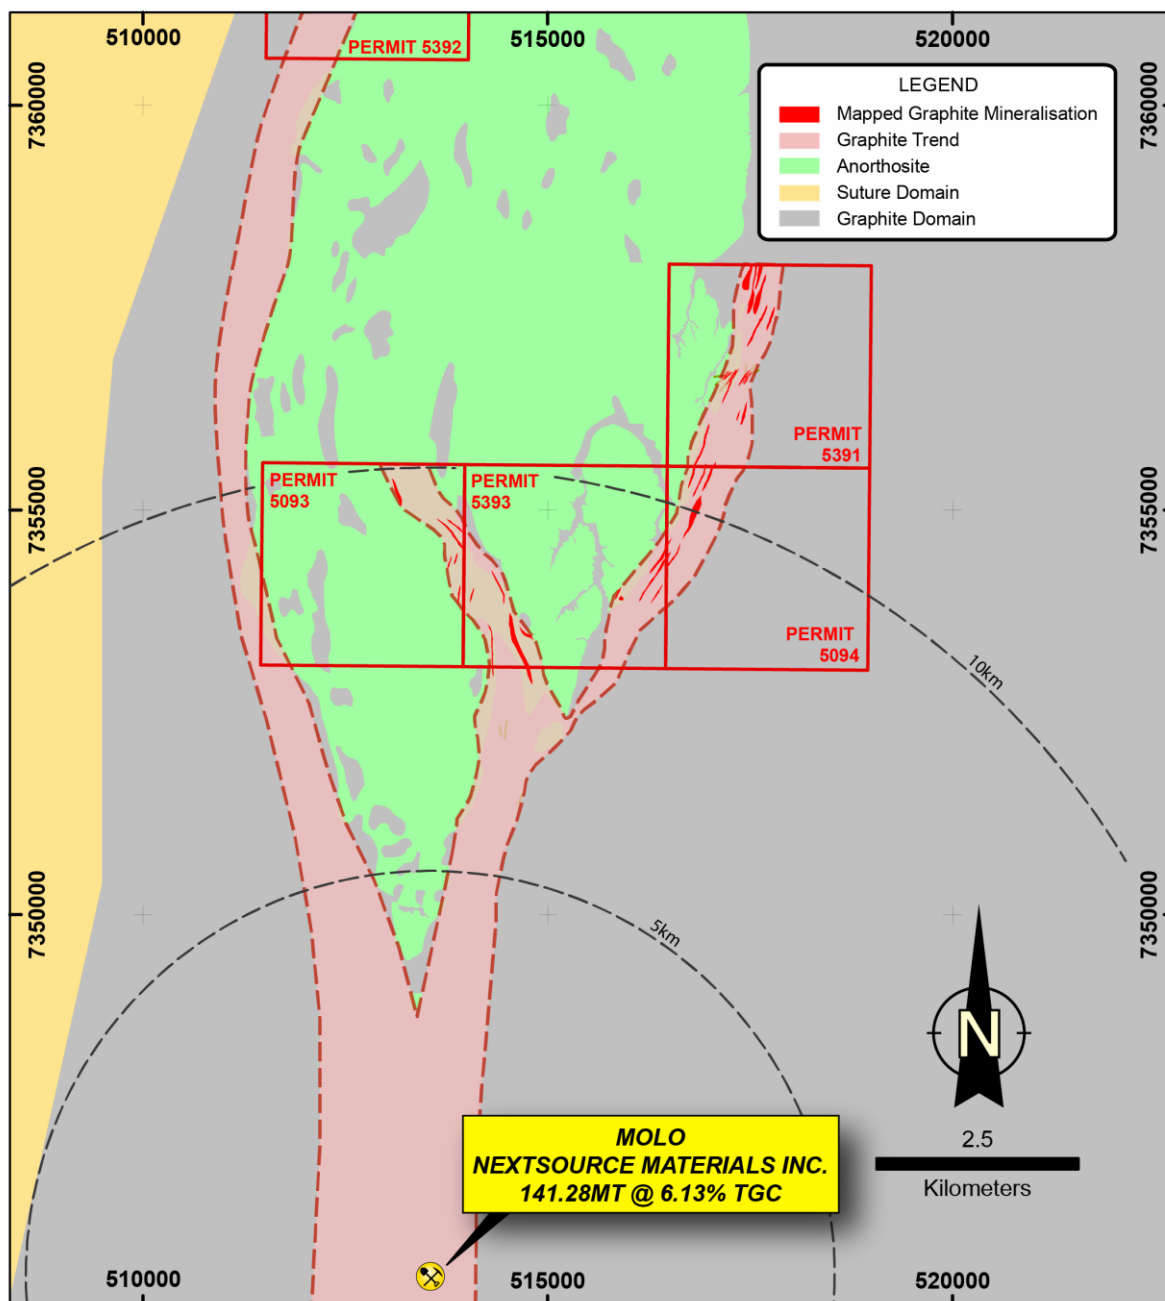 510000
515000
520000
PERMIT 5392
7360000
7360000
LEGEND
Mapped Graphite Mineralisation
Graphite Trend
Anorthosite
Suture Domain
Graphite Domain
PERMIT
5391
PERMIT
5093
PERMIT
5393
7355000
7355000
PERMIT
5094
10km
5km
7350000
7350000
N
2.5
Kilometers
MOLO
NEXTSOURCE MATERIALS INC.
141.28MT @ 6.13% TGC
510000
515000
520000